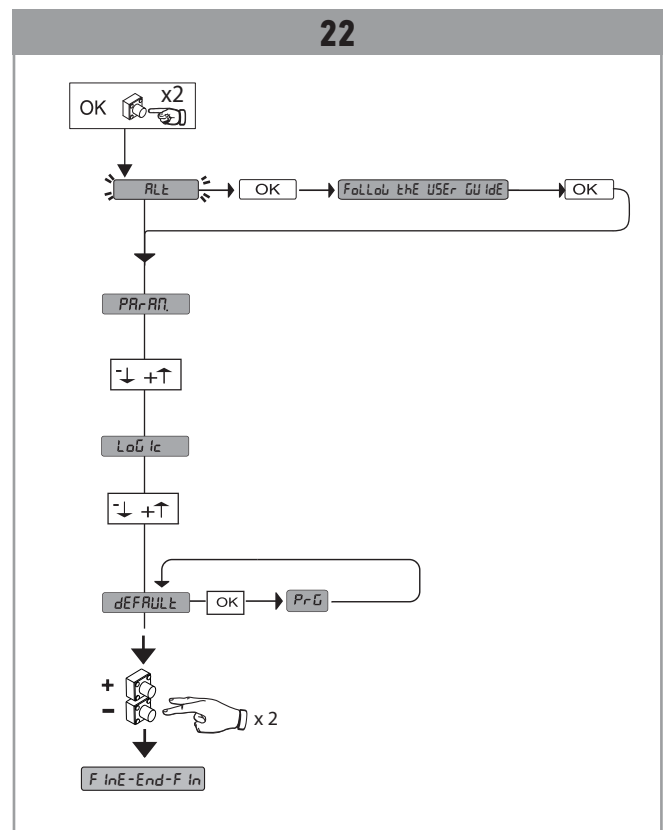 22
OK x2
ALt OK FoLLoW thE USEr GUIdE OK
PArAM.
- ↓ + ↑
LoGIc
- ↓ + ↑
dEFAULt OK PrG
+
-
x 2
FInE-End-FIn